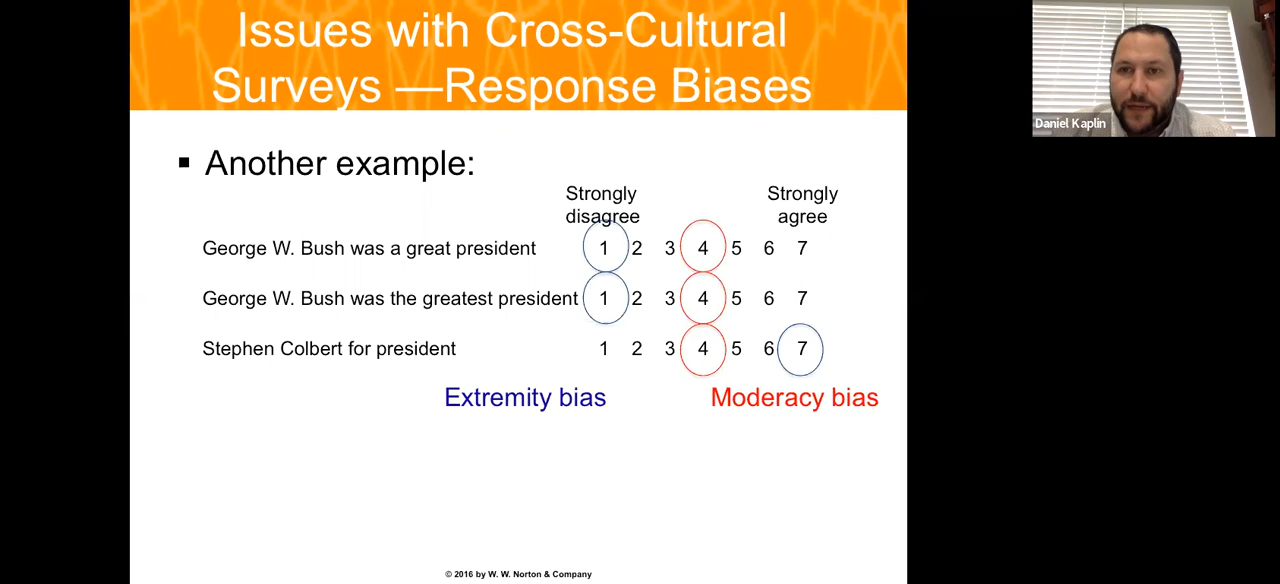 Issues with Cross-Cultural
Surveys —Response Biases
Daniel Kaplin
▪ Another example:
Strongly disagree Strongly agree
George W. Bush was a great president 1 2 3 4 5 6 7
George W. Bush was the greatest president 1 2 3 4 5 6 7
Stephen Colbert for president 1 2 3 4 5 6 7
Extremity bias Moderacy bias
© 2016 by W. W. Norton & Company